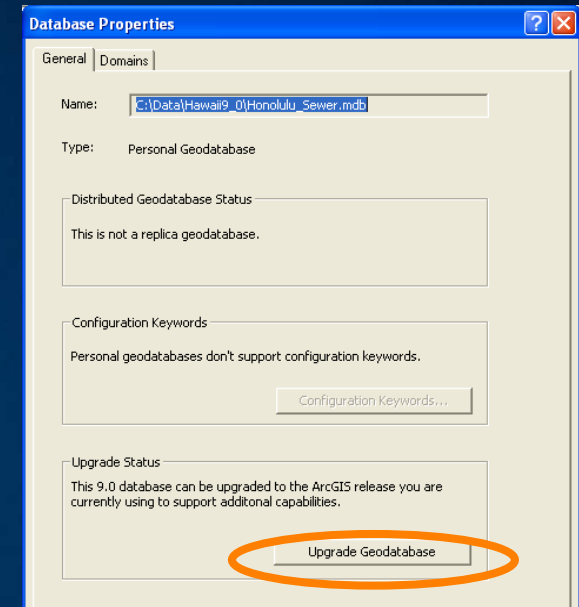 Database Properties
General Domains
Name: C:\Data\Hawaii9_0\Honolulu_Sewer.mdb
Type: Personal Geodatabase
Distributed Geodatabase Status
This is not a replica geodatabase.
Configuration Keywords
Personal geodatabases don't support configuration keywords.
Configuration Keywords...
Upgrade Status
This 9.0 database can be upgraded to the ArcGIS release you are
currently using to support additonal capabilities.
Upgrade Geodatabase